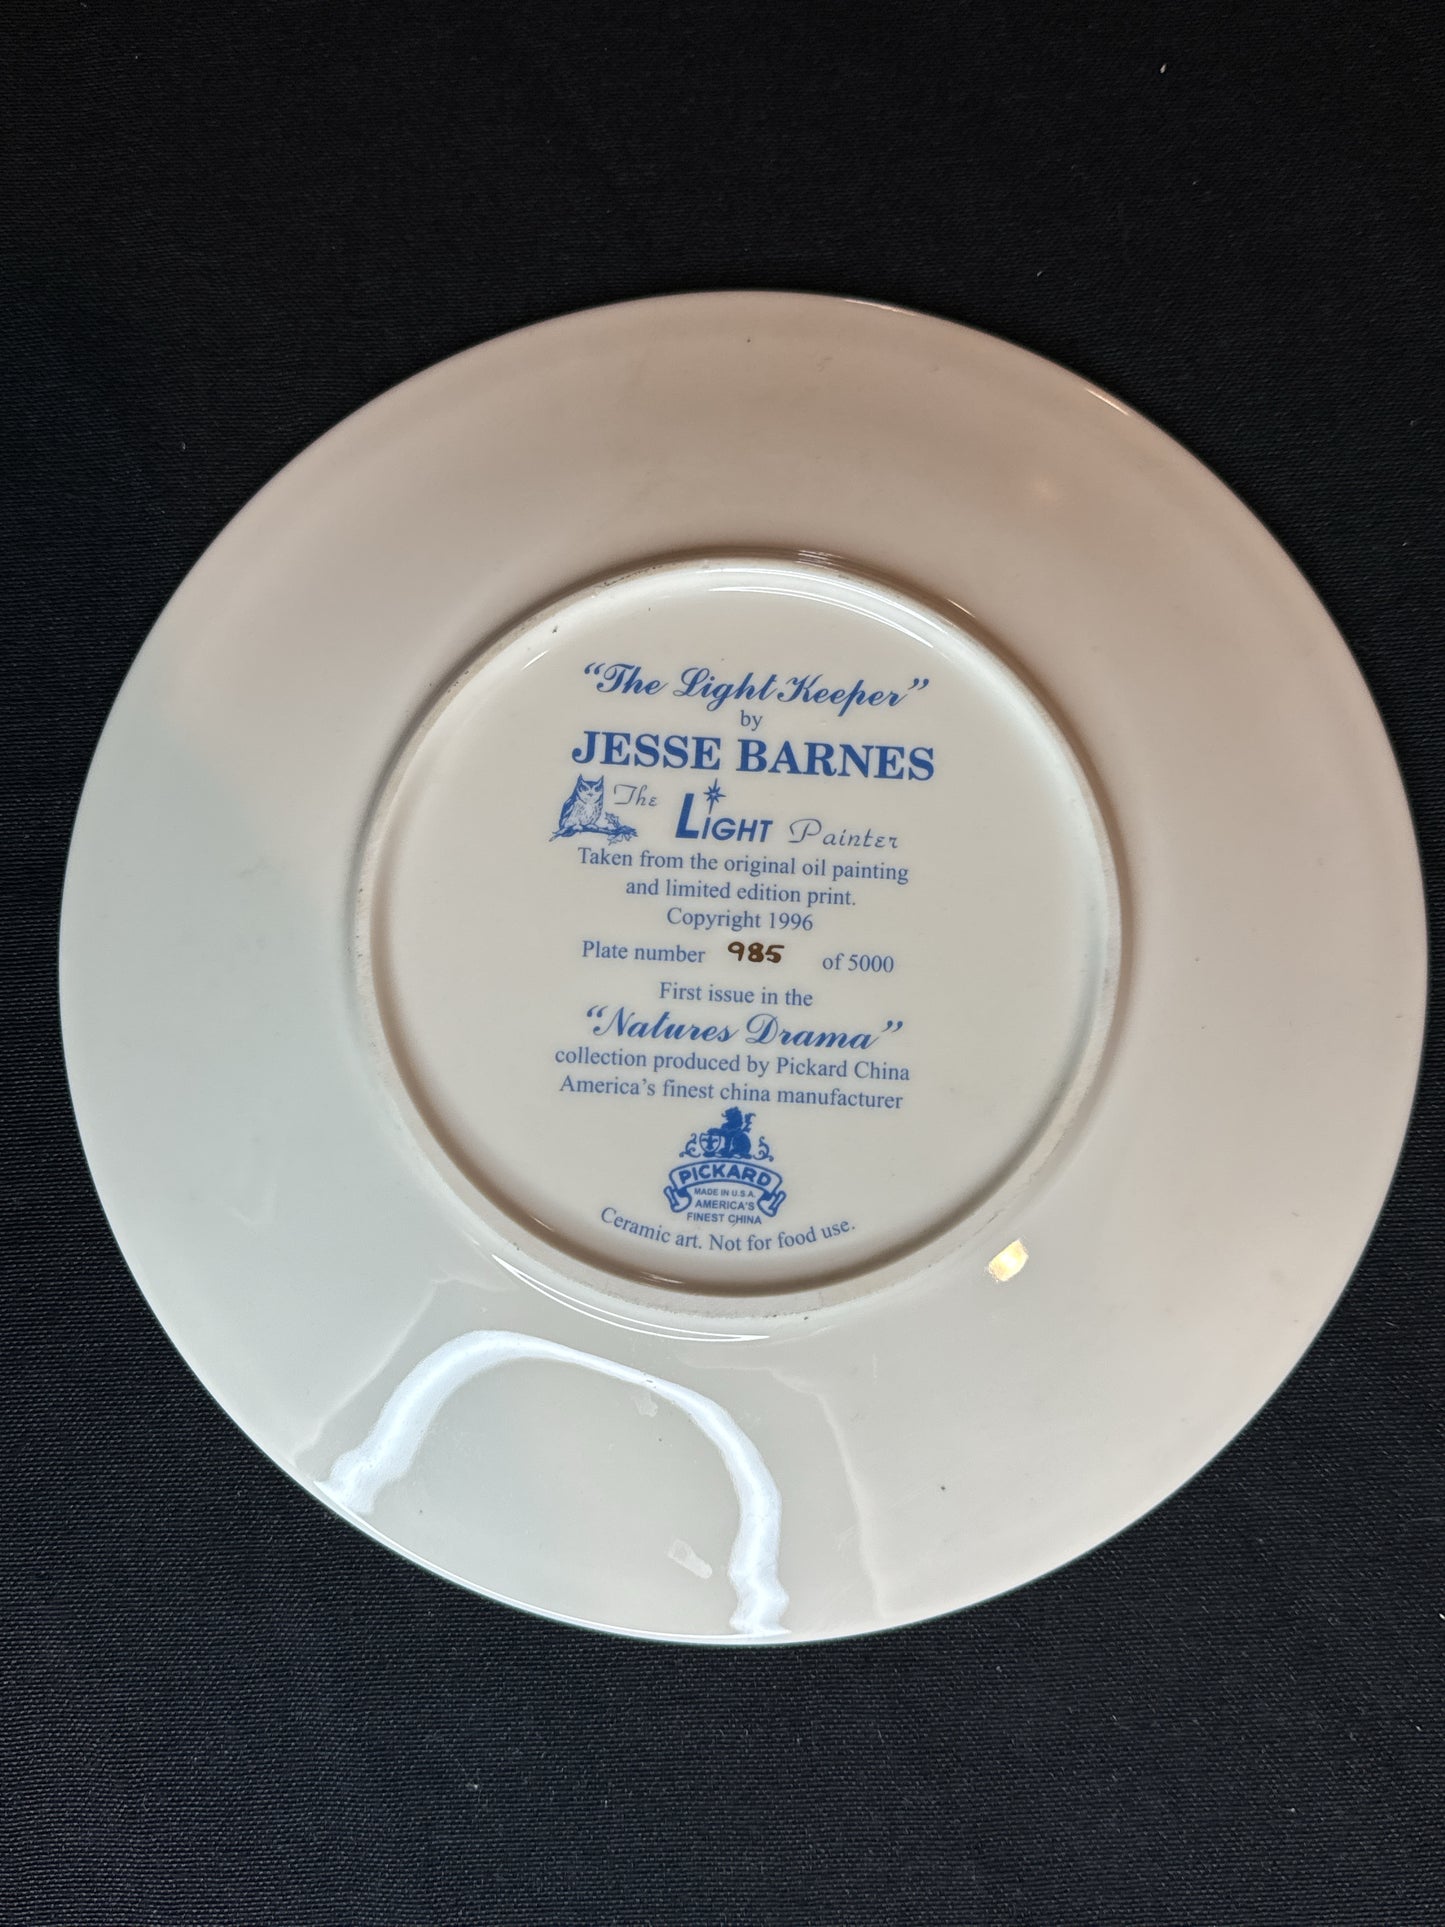 “The Light Keeper”
by
JESSE BARNES
The LIGHT Painter
Taken from the original oil painting
and limited edition print.
Copyright 1996
Plate number 985 of 5000
First issue in the
“Natures Drama”
collection produced by Pickard China
America’s finest china manufacturer
PICKARD
MADE IN U.S.A.
AMERICA'S
FINEST CHINA
Ceramic art. Not for food use.